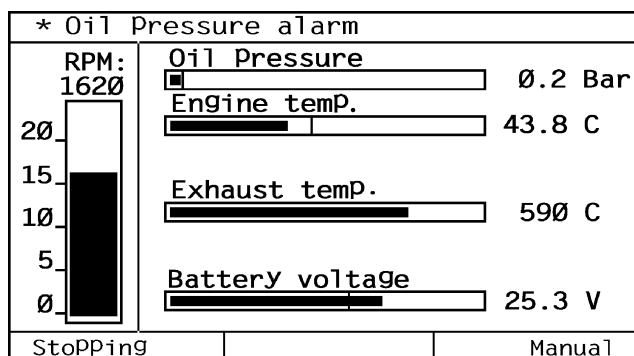 * Oil Pressure alarm
RPM:
1620
20
15
10
5
0
Oil Pressure
0.2 Bar
Engine temp.
43.8 C
Exhaust temp.
590 C
Battery voltage
25.3 V
Stopping
Manual